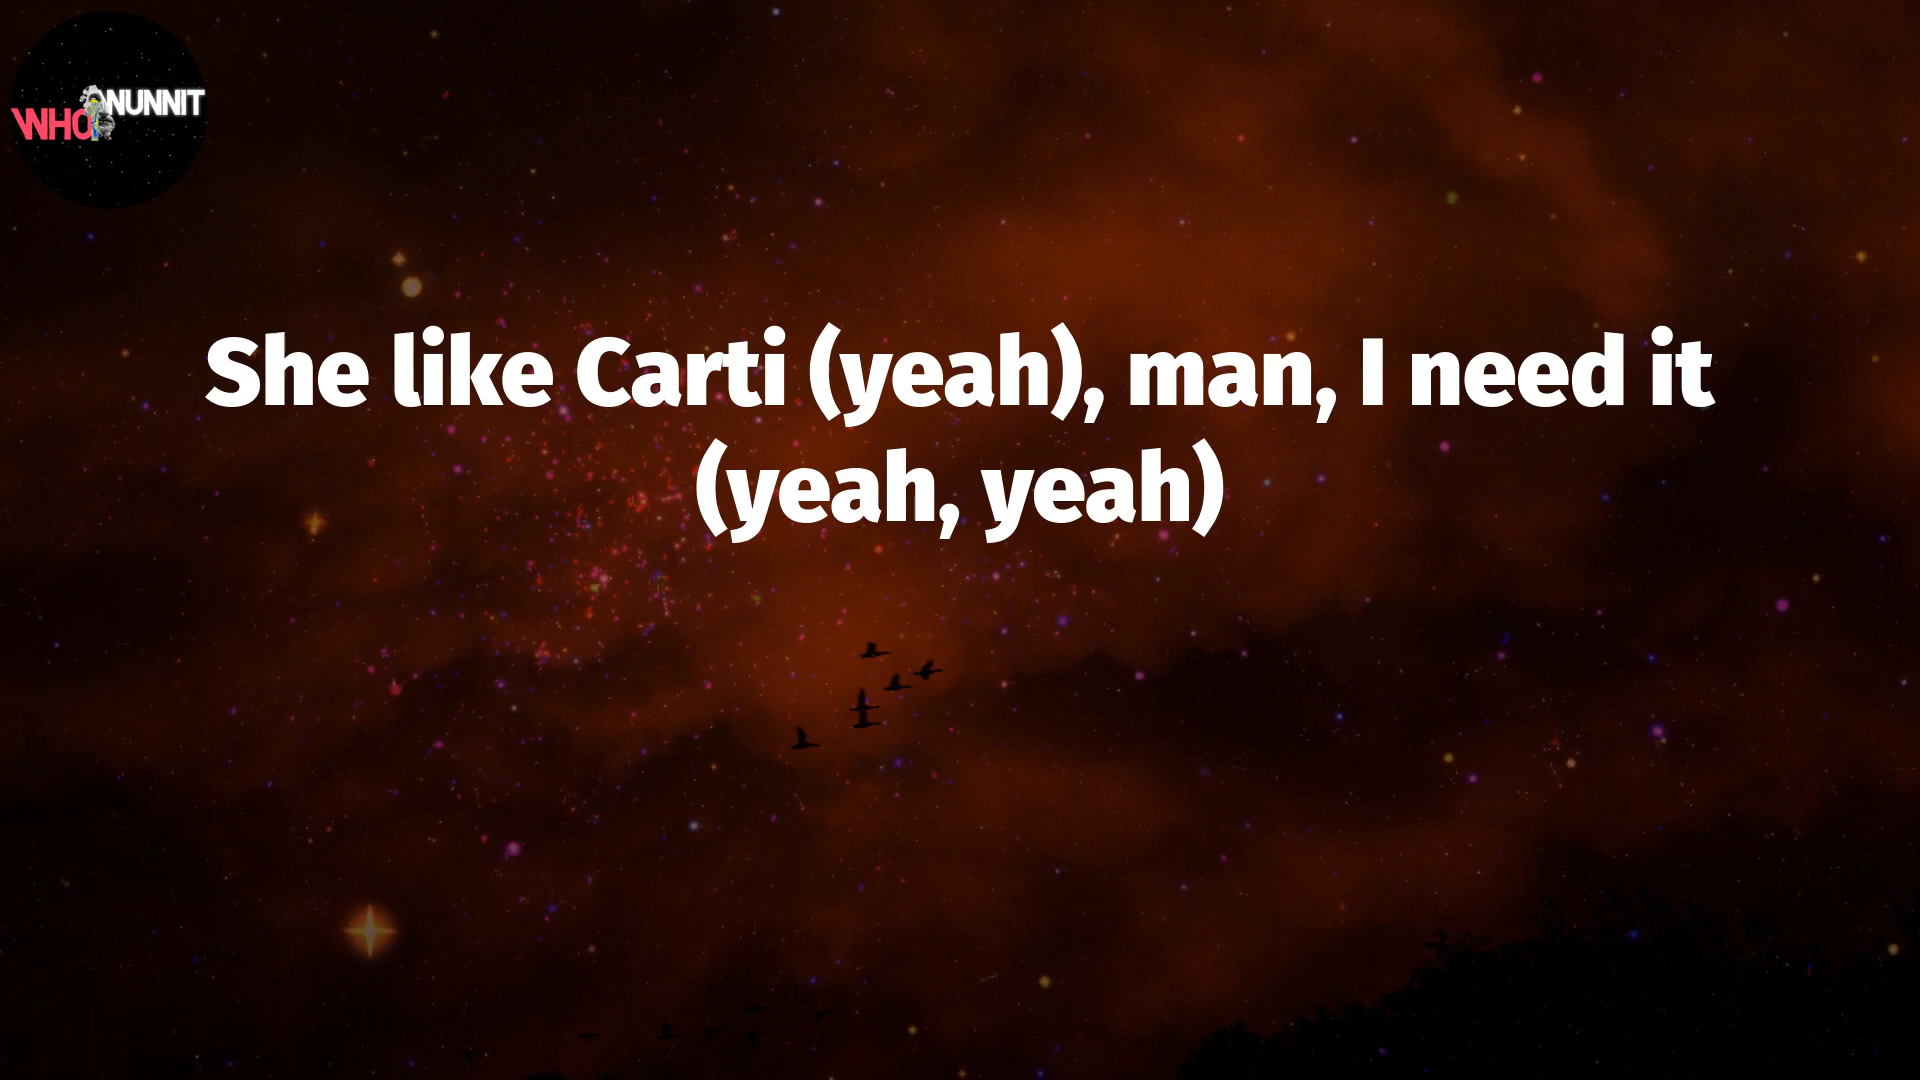 WHO NUNNIT
She like Carti (yeah), man, I need it
(yeah, yeah)